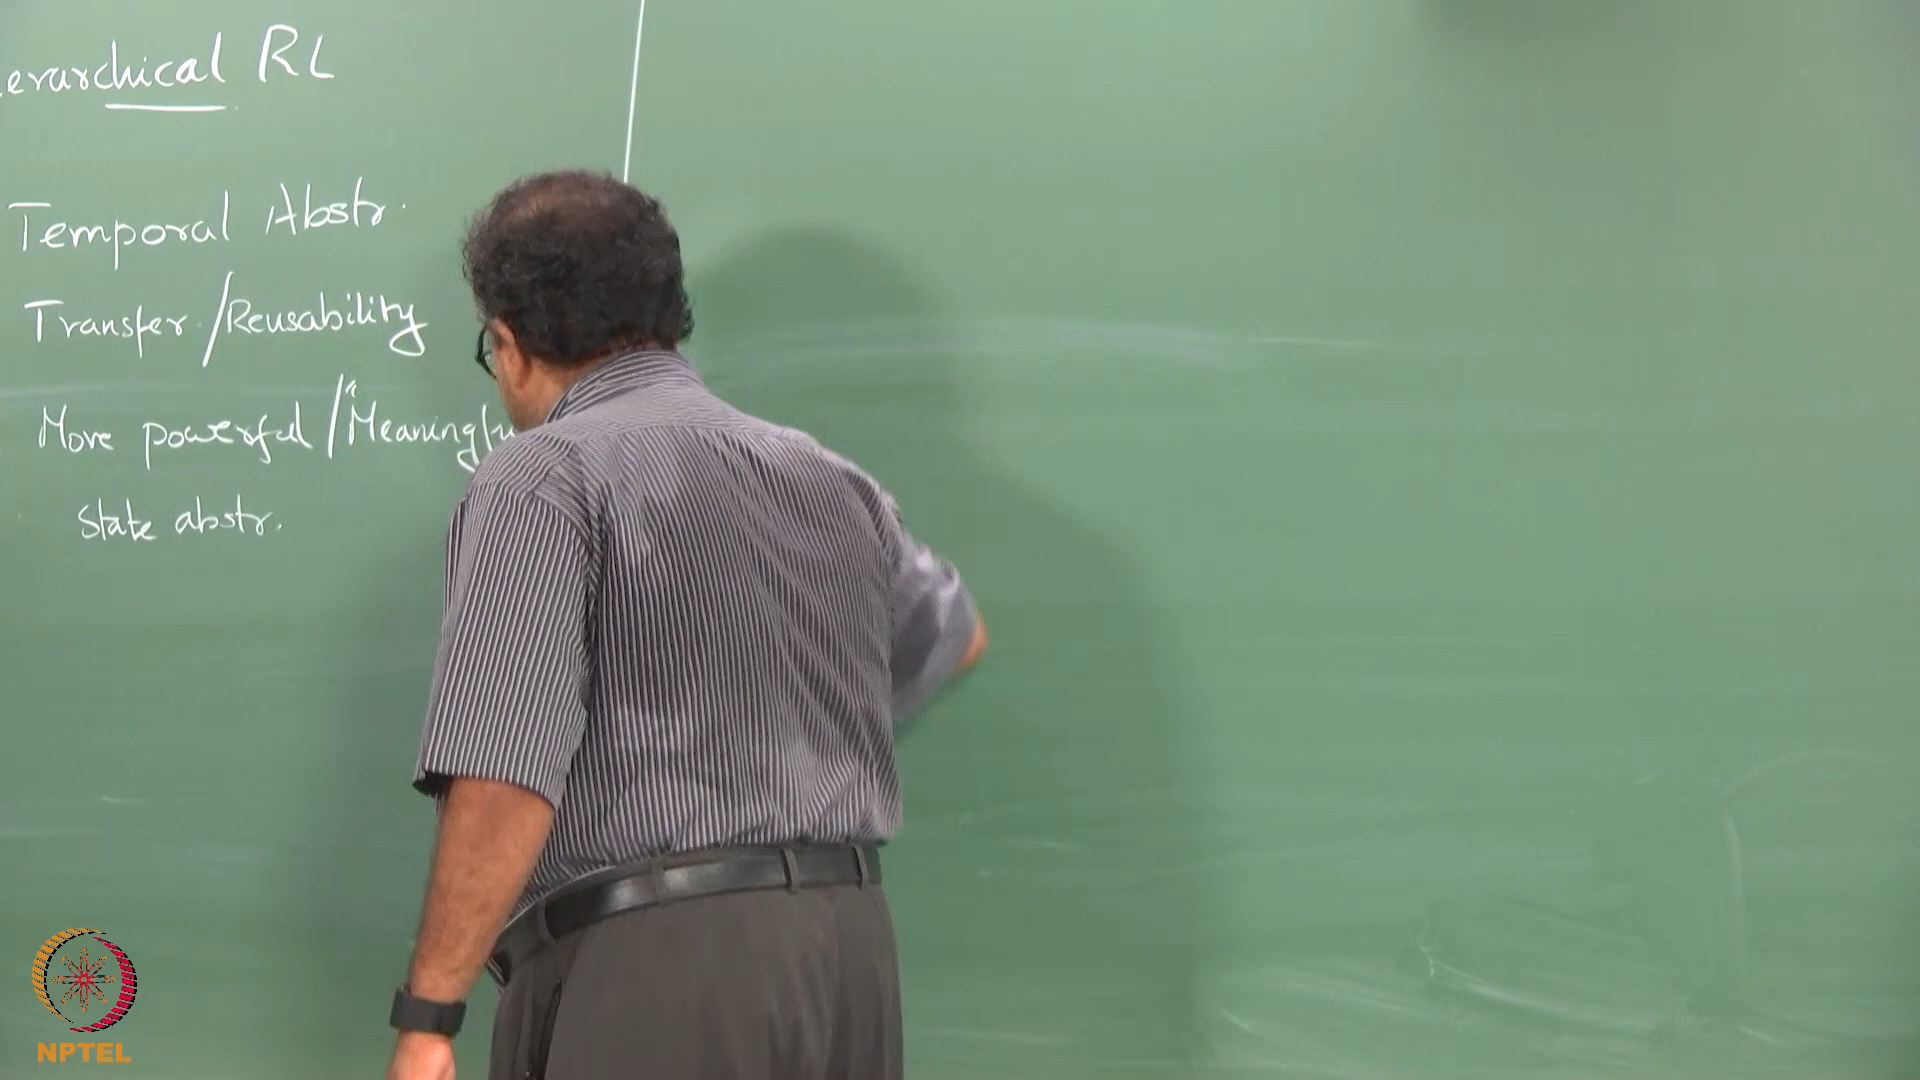 erarchical RL
Temporal Abstr.
Transfer/Reusability
More powerful/"Meaningfu
State abstr.
NPTEL